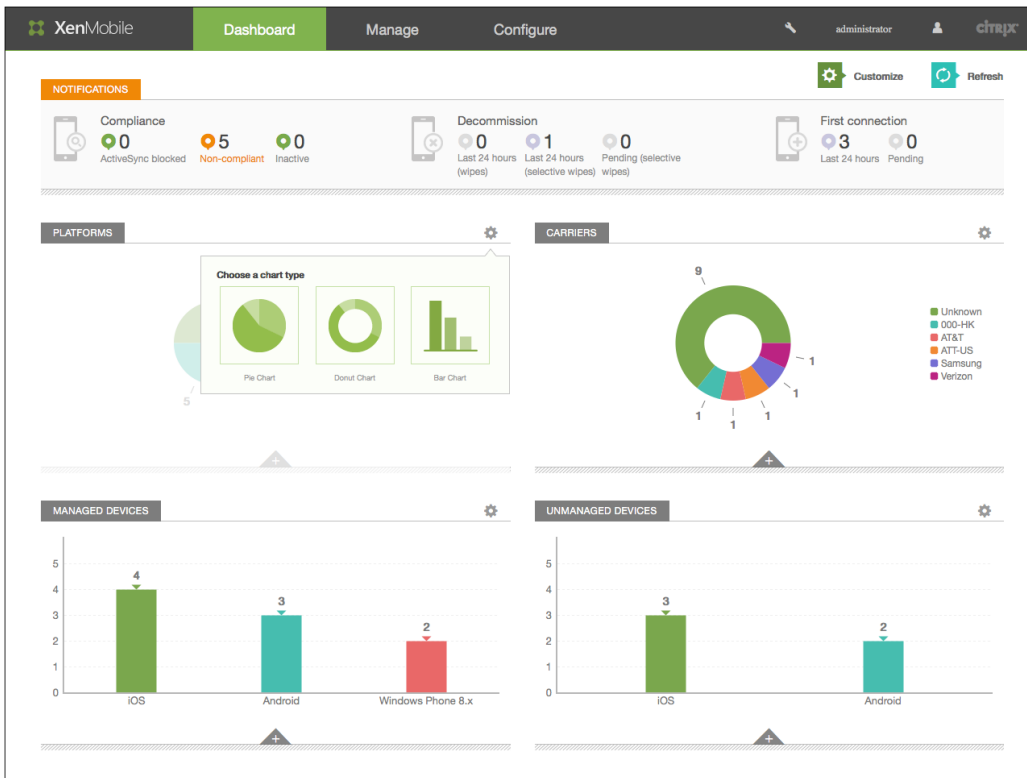 XenMobile Dashboard Manage Configure administrator CITRIX
Customize Refresh
NOTIFICATIONS
Compliance
0 5 0
ActiveSync blocked Non-compliant Inactive
Decommission
0 1 0
Last 24 hours Last 24 hours Pending (selective
(wipes) (selective wipes) wipes)
First connection
3 0
Last 24 hours Pending
PLATFORMS
Choose a chart type
Pie Chart Donut Chart Bar Chart
5
CARRIERS
9
1
1
1
1
1
Unknown
000-HK
AT&T
ATT-US
Samsung
Verizon
MANAGED DEVICES
5
4
3
2
1
0
4
3
2
iOS Android Windows Phone 8.x
UNMANAGED DEVICES
5
4
3
2
1
0
3
2
iOS Android